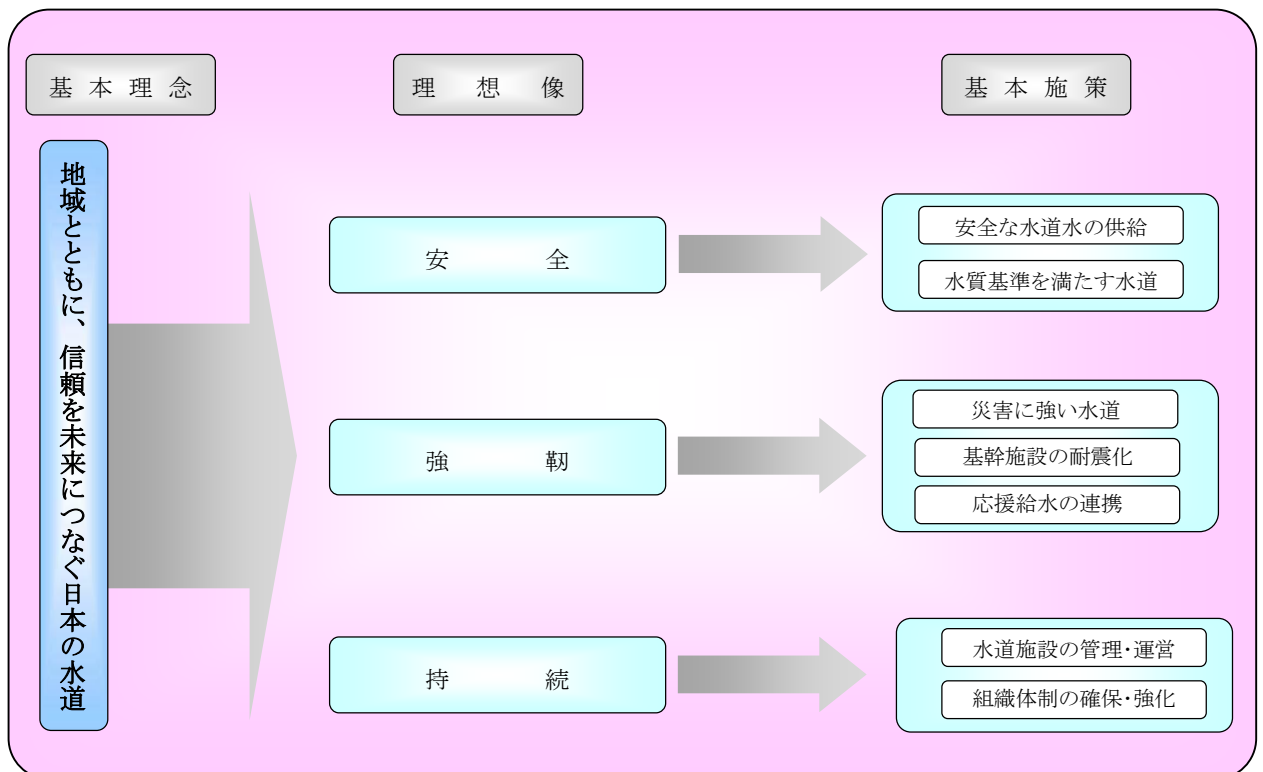 基本理念
理想像
基本施策
地域とともに、信頼を未来につなぐ日本の水道
安全
安全な水道水の供給
水質基準を満たす水道
強靭
災害に強い水道
基幹施設の耐震化
応援給水の連携
持続
水道施設の管理・運営
組織体制の確保・強化